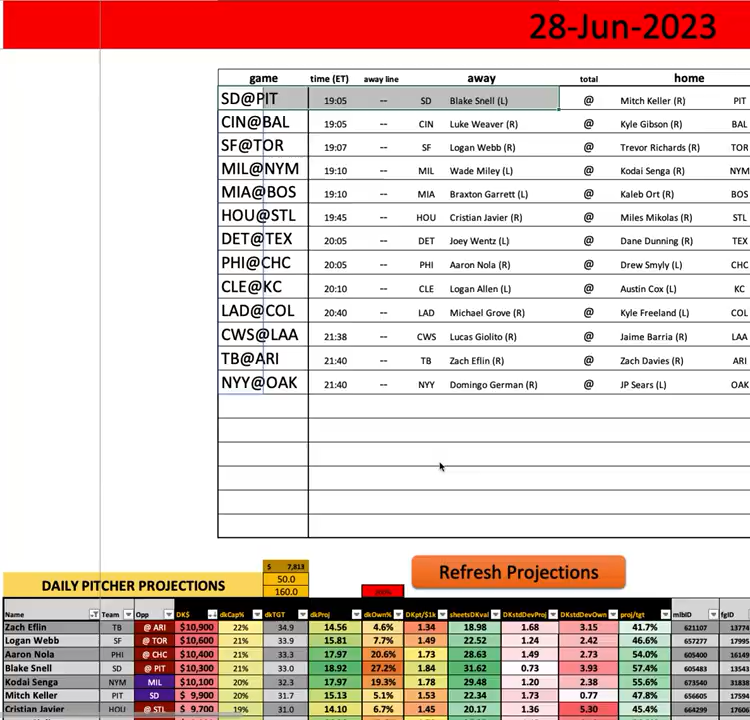 28-Jun-2023
game time (ET) away line away total home
SD@PIT 19:05 -- SD Blake Snell (L) @ Mitch Keller (R) PIT
CIN@BAL 19:05 -- CIN Luke Weaver (R) @ Kyle Gibson (R) BAL
SF@TOR 19:07 -- SF Logan Webb (R) @ Trevor Richards (R) TOR
MIL@NYM 19:10 -- MIL Wade Miley (L) @ Kodai Senga (R) NYM
MIA@BOS 19:10 -- MIA Braxton Garrett (L) @ Kaleb Ort (R) BOS
HOU@STL 19:45 -- HOU Cristian Javier (R) @ Miles Mikolas (R) STL
DET@TEX 20:05 -- DET Joey Wentz (L) @ Dane Dunning (R) TEX
PHI@CHC 20:05 -- PHI Aaron Nola (R) @ Drew Smyly (L) CHC
CLE@KC 20:10 -- CLE Logan Allen (L) @ Austin Cox (L) KC
LAD@COL 20:40 -- LAD Michael Grove (R) @ Kyle Freeland (L) COL
CWS@LAA 21:38 -- CWS Lucas Giolito (R) @ Jaime Barria (R) LAA
TB@ARI 21:40 -- TB Zach Eflin (R) @ Zach Davies (R) ARI
NYY@OAK 21:40 -- NYY Domingo German (R) @ JP Sears (L) OAK
$ 7,813
50.0
160.0
DAILY PITCHER PROJECTIONS
Refresh Projections
Name Team Opp DK$ dkCap% dkTGT dkProj dkOwn% DKpt/$1k sheetsDKval DKstdDevProj DKstdDevOwn proj/tgt mlbID fgID
Zach Eflin TB @ ARI $10,900 22% 34.9 14.56 4.6% 1.34 18.98 1.68 3.15 41.7% 621107 13774
Logan Webb SF @ TOR $10,600 21% 33.9 15.81 7.7% 1.49 22.52 1.24 2.42 46.6% 657277 17995
Aaron Nola PHI @ CHC $10,400 21% 33.3 17.97 20.6% 1.73 28.63 1.49 2.73 54.0% 605400 16149
Blake Snell SD @ PIT $10,300 21% 33.0 18.92 27.2% 1.84 31.62 0.73 3.93 57.4% 605483 13543
Kodai Senga NYM MIL $10,100 20% 32.3 17.97 19.3% 1.78 29.48 1.20 2.38 55.6% 673540 31838
Mitch Keller PIT SD $ 9,900 20% 31.7 15.13 5.1% 1.53 22.34 1.73 0.77 47.8% 656605 17594
Cristian Javier HOU @ STL $ 9,700 19% 31.0 14.10 6.7% 1.45 20.17 1.36 5.30 45.4% 664299 17606